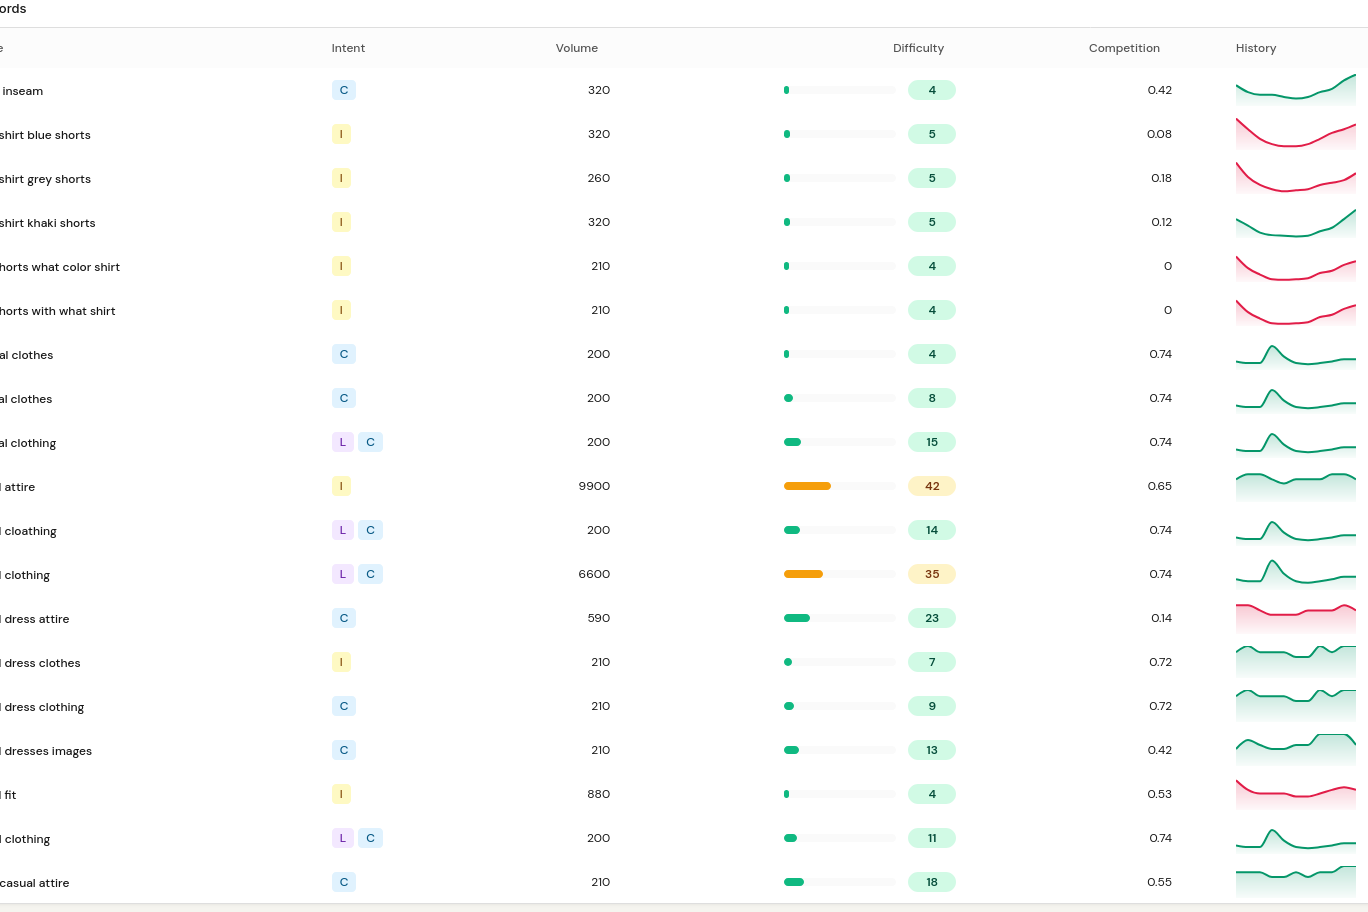 ords
e Intent Volume Difficulty Competition History
inseam C 320 4 0.42
shirt blue shorts I 320 5 0.08
shirt grey shorts I 260 5 0.18
shirt khaki shorts I 320 5 0.12
horts what color shirt I 210 4 0
horts with what shirt I 210 4 0
al clothes C 200 4 0.74
al clothes C 200 8 0.74
al clothing L C 200 15 0.74
l attire I 9900 42 0.65
l cloathing L C 200 14 0.74
l clothing L C 6600 35 0.74
l dress attire C 590 23 0.14
l dress clothes I 210 7 0.72
l dress clothing C 210 9 0.72
l dresses images C 210 13 0.42
l fit I 880 4 0.53
l clothing L C 200 11 0.74
casual attire C 210 18 0.55